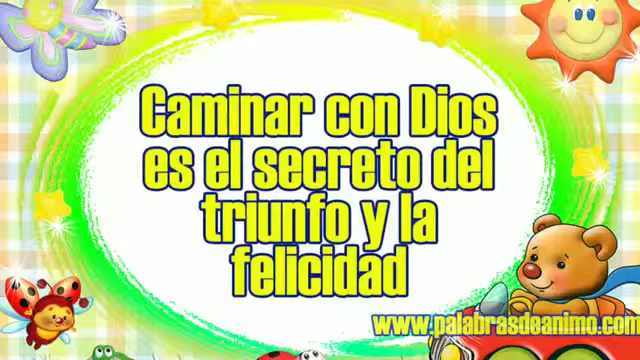 Caminar con Dios
es el secreto del
triunfo y la
felicidad
www.palabrasdeanimo.com